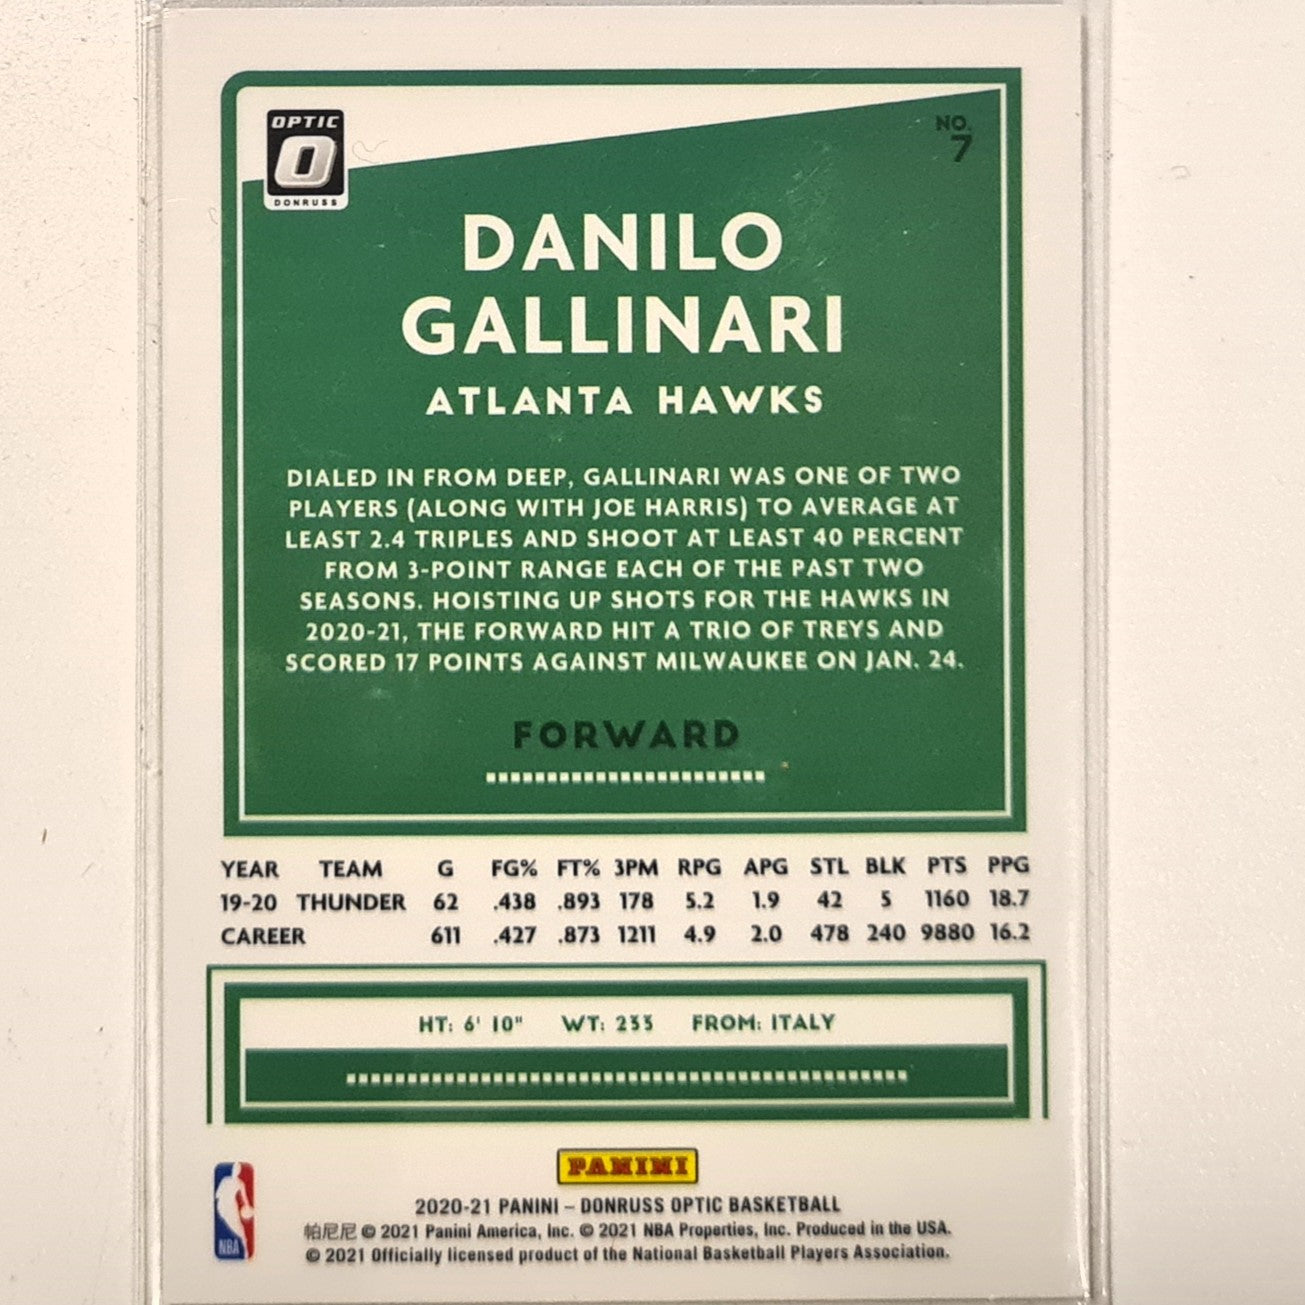 OPTIC
DONRUSS
NO.
7
DANILO
GALLINARI
ATLANTA HAWKS
DIALED IN FROM DEEP, GALLINARI WAS ONE OF TWO
PLAYERS (ALONG WITH JOE HARRIS) TO AVERAGE AT
LEAST 2.4 TRIPLES AND SHOOT AT LEAST 40 PERCENT
FROM 3-POINT RANGE EACH OF THE PAST TWO
SEASONS. HOISTING UP SHOTS FOR THE HAWKS IN
2020-21, THE FORWARD HIT A TRIO OF TREYS AND
SCORED 17 POINTS AGAINST MILWAUKEE ON JAN. 24.
FORWARD
YEAR TEAM G FG% FT% 3PM RPG APG STL BLK PTS PPG
19-20 THUNDER 62 .438 .893 178 5.2 1.9 42 5 1160 18.7
CAREER 611 .427 .873 1211 4.9 2.0 478 240 9880 16.2
HT: 6' 10" WT: 233 FROM: ITALY
PANINI
2020-21 PANINI – DONRUSS OPTIC BASKETBALL
帕尼尼 © 2021 Panini America, Inc. © 2021 NBA Properties, Inc. Produced in the USA.
© 2021 Officially licensed product of the National Basketball Players Association.
NBA